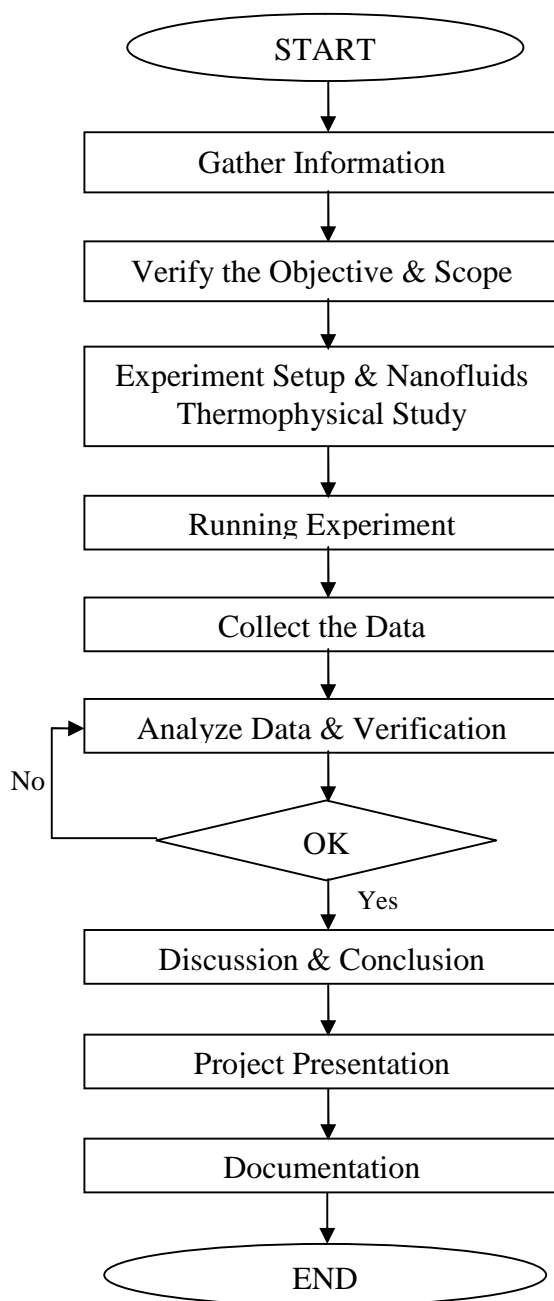 START
Gather Information
Verify the Objective & Scope
Experiment Setup & Nanofluids
Thermophysical Study
Running Experiment
Collect the Data
Analyze Data & Verification
No
OK
Yes
Discussion & Conclusion
Project Presentation
Documentation
END